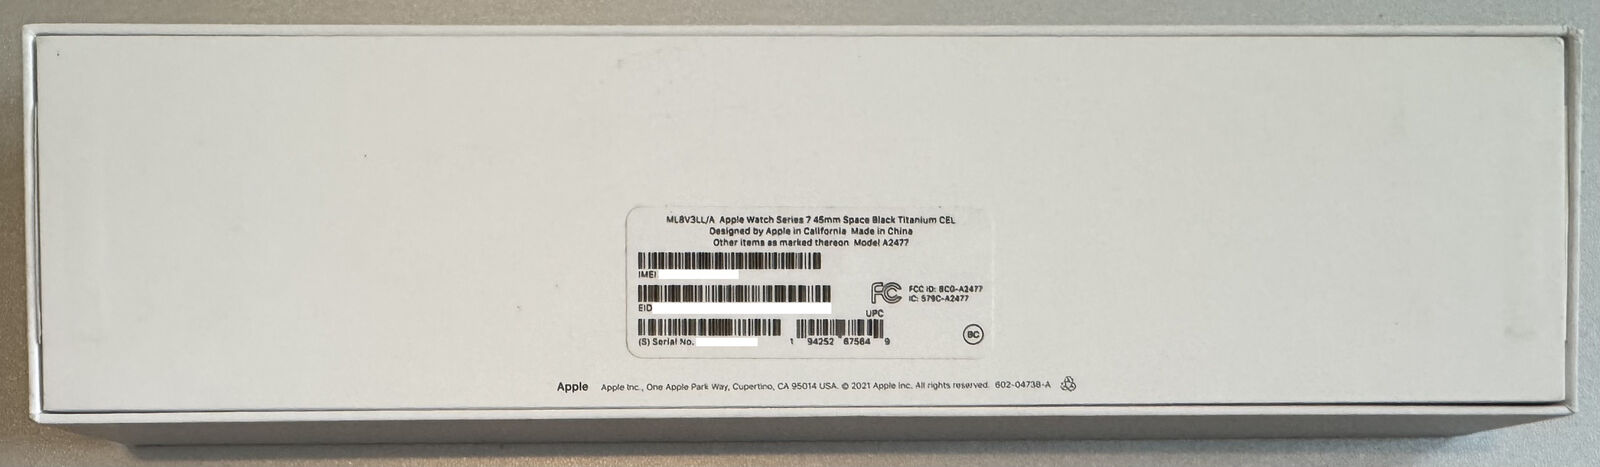 ML8V3LL/A Apple Watch Series 7 45mm Space Black Titanium CEL
Designed by Apple in California Made in China
Other items as marked thereon Model A2477
IMEI
EID
FC FCC ID: BCG-A2477
IC: 579C-A2477
UPC
(S) Serial No.
1 94252 67564 9
BC
Apple Apple Inc., One Apple Park Way, Cupertino, CA 95014 USA. © 2021 Apple Inc. All rights reserved. 602-04738-A